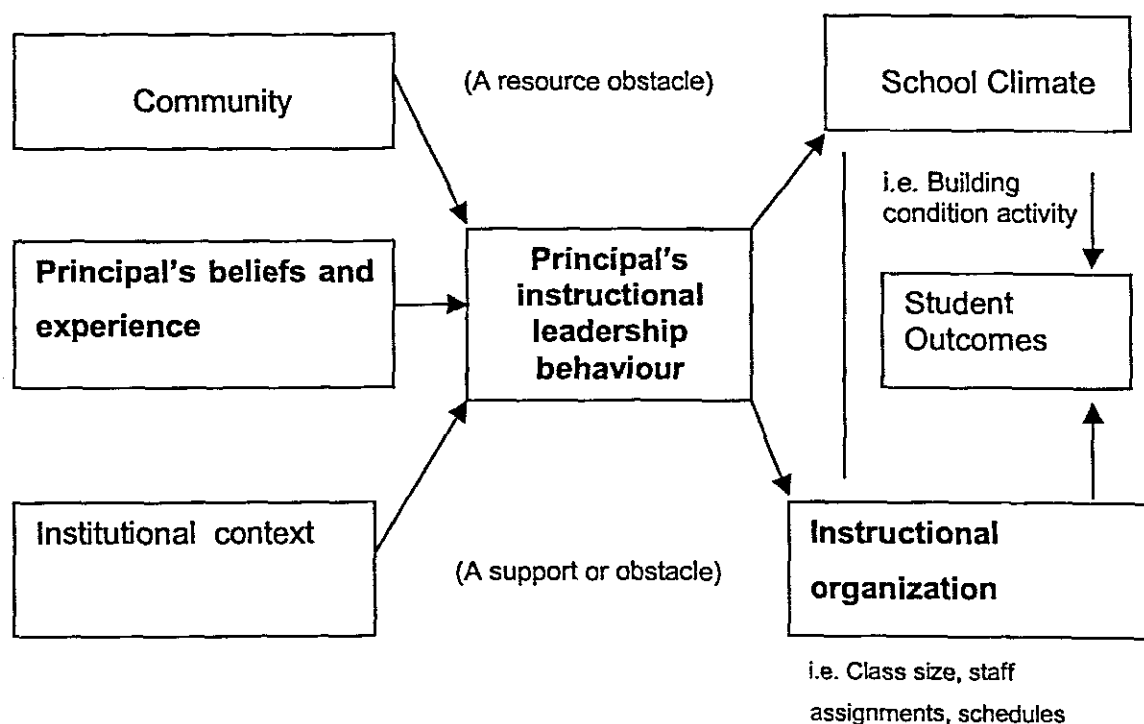 Community
(A resource obstacle)
School Climate
i.e. Building
condition activity
Principal's beliefs and
experience
Principal's
instructional
leadership
behaviour
Student
Outcomes
Institutional context
(A support or obstacle)
Instructional
organization
i.e. Class size, staff
assignments, schedules